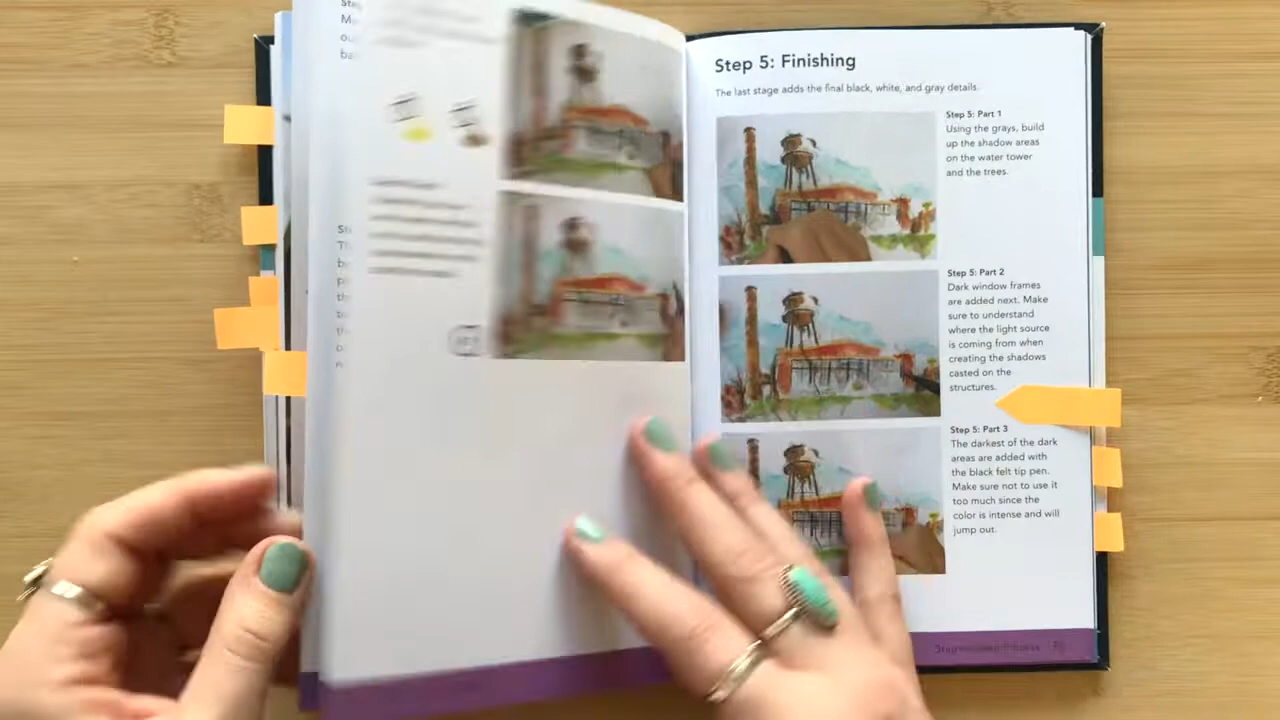 Step 5: Finishing
The last stage adds the final black, white, and gray details.
Step 5: Part 1
Using the grays, build
up the shadow areas
on the water tower
and the trees.
Step 5: Part 2
Dark window frames
are added next. Make
sure to understand
where the light source
is coming from when
creating the shadows
casted on the
structures.
Step 5: Part 3
The darkest of the dark
areas are added with
the black felt tip pen.
Make sure not to use it
too much since the
color is intense and will
jump out.